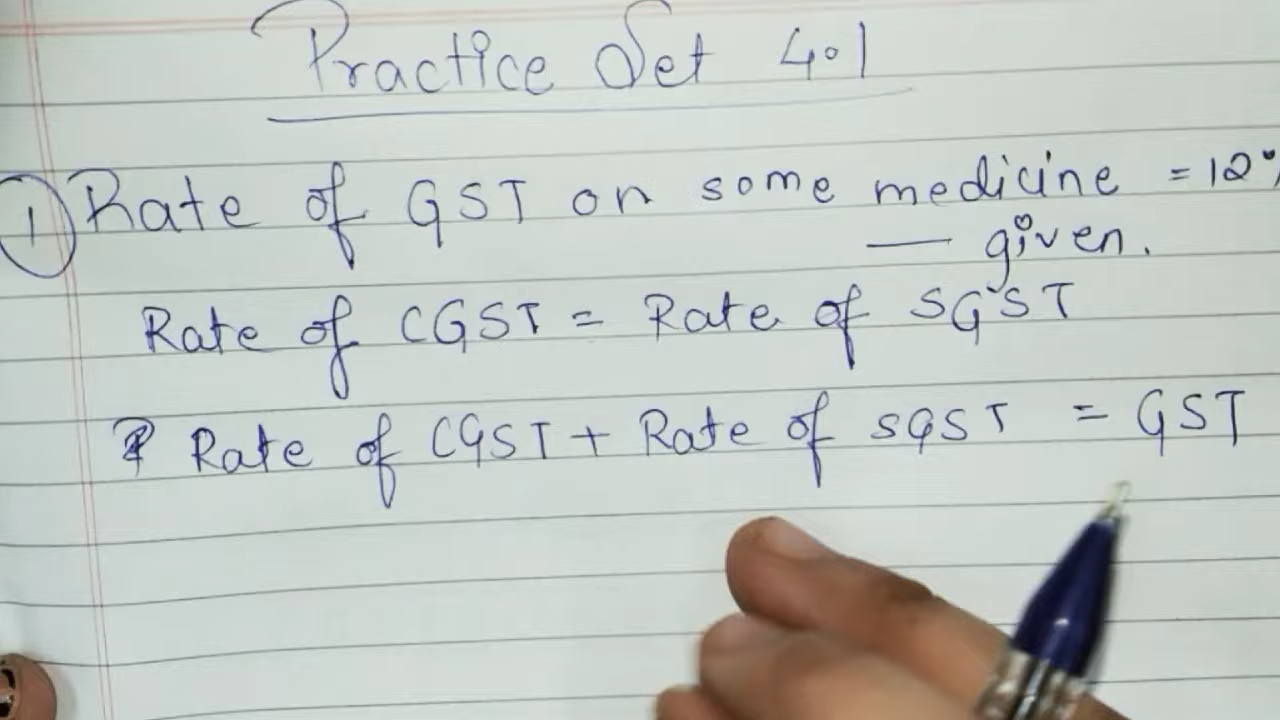 Practice Set 4.1
① Rate of GST on some medicine = 12%
— given.
Rate of CGST = Rate of SGST
Rate of CGST + Rate of SGST = GST